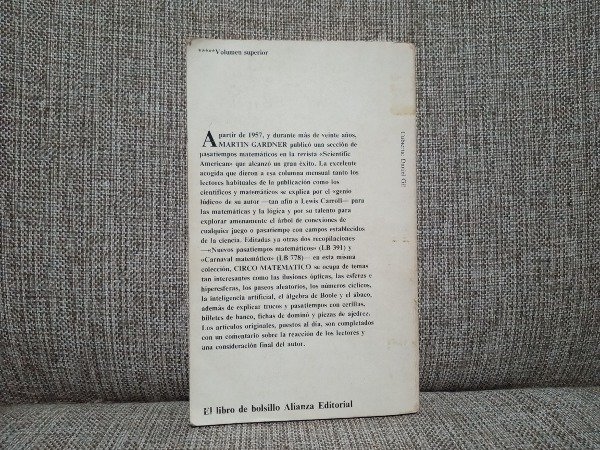 *****Volumen superior
A partir de 1957, y durante más de veinte años,
MARTIN GARDNER publicó una sección de
pasatiempos matemáticos en la revista «Scientific
American» que alcanzó un gran éxito. La excelente
acogida que dieron a esa columna mensual tanto los
lectores habituales de la publicación como los
científicos y matemáticos se explica por el «genio
lúdico» de su autor —tan afín a Lewis Carroll— para
las matemáticas y la lógica y por su talento para
explorar amenamente el árbol de conexiones de
cualquier juego o pasatiempo con campos establecidos
de la ciencia. Editadas ya otras dos recopilaciones
—«Nuevos pasatiempos matemáticos» (LB 391) y
«Carnaval matemático» (LB 778)— en esta misma
colección, CIRCO MATEMATICO se ocupa de temas
tan interesantes como las ilusiones ópticas, las esferas e
hiperesferas, los paseos aleatorios, los números cíclicos,
la inteligencia artificial, el álgebra de Boole y el ábaco,
además de explicar trucos y pasatiempos con cerillas,
billetes de banco, fichas de dominó y piezas de ajedrez.
Los artículos originales, puestos al día, son completados
con un comentario sobre la reacción de los lectores y
una consideración final del autor.
El libro de bolsillo Alianza Editorial
Cubierta: Daniel Gil